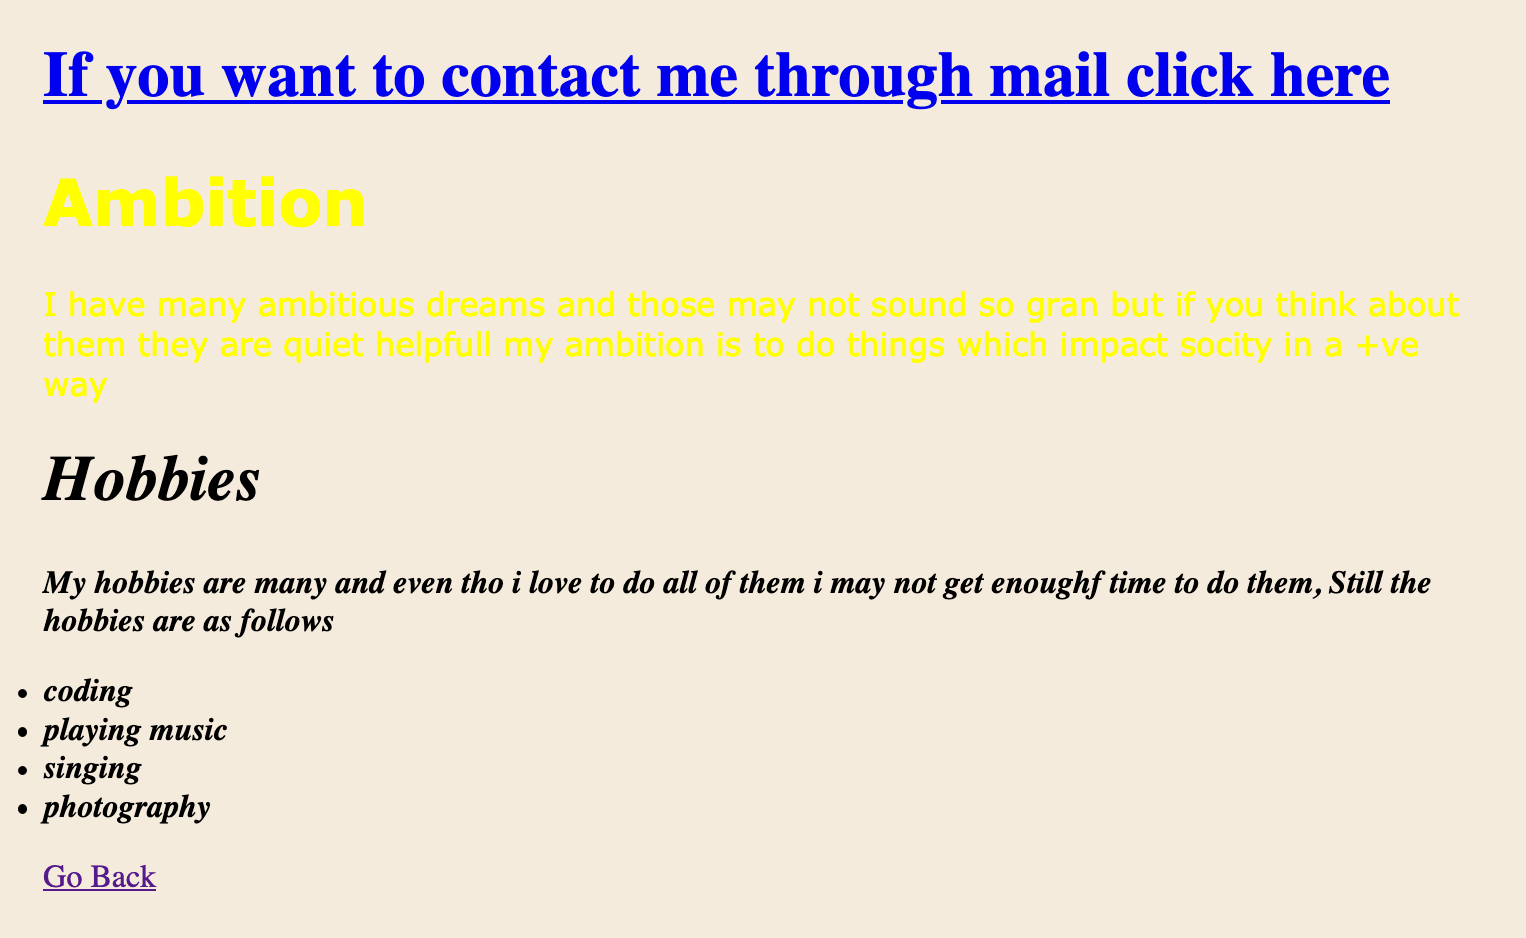 If you want to contact me through mail click here
Ambition
I have many ambitious dreams and those may not sound so gran but if you think about
them they are quiet helpfull my ambition is to do things which impact socity in a +ve
way
Hobbies
My hobbies are many and even tho i love to do all of them i may not get enoughf time to do them, Still the
hobbies are as follows
• coding
• playing music
• singing
• photography
Go Back